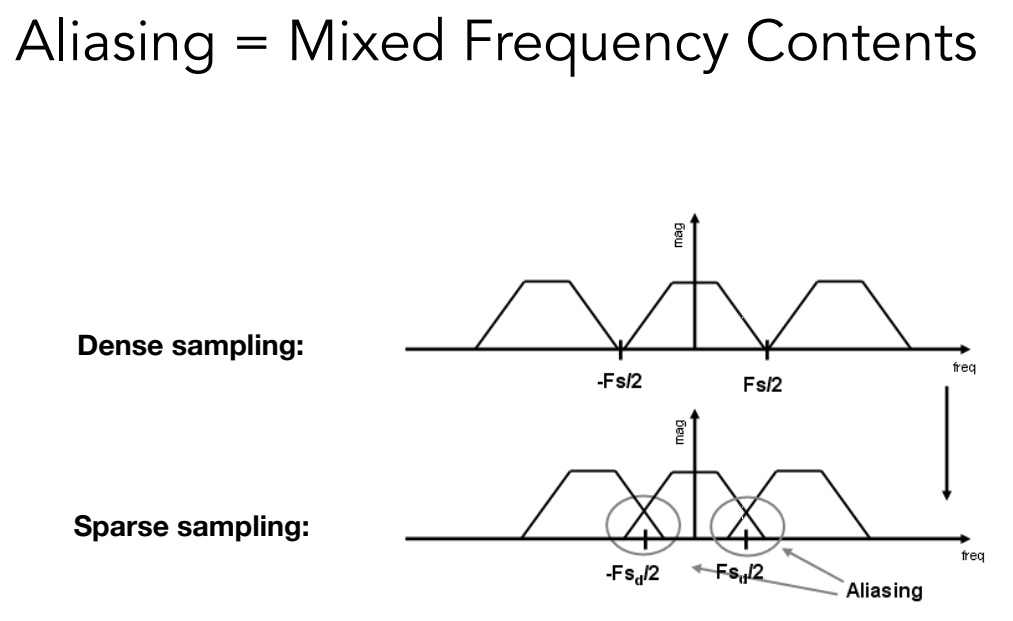 Aliasing = Mixed Frequency Contents
mag
Dense sampling:
freq
-Fs/2
Fs/2
mag
Sparse sampling:
freq
-Fs_d/2
Fs_d/2
Aliasing